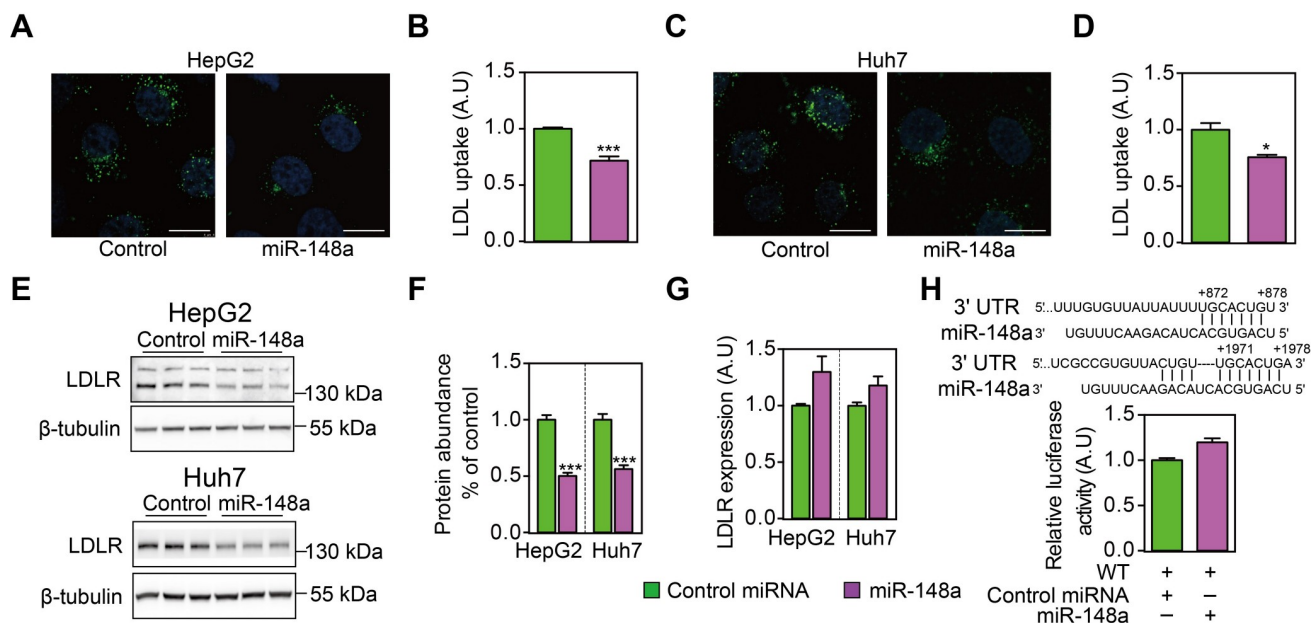 A
HepG2
Control
miR-148a
B
LDL uptake (A.U)
1.5
1.0
0.5
0.0
***
C
Huh7
Control
miR-148a
D
LDL uptake (A.U)
1.5
1.0
0.5
0.0
*
E
HepG2
Control miR-148a
LDLR
130 kDa
β-tubulin
55 kDa
Huh7
Control miR-148a
LDLR
130 kDa
β-tubulin
55 kDa
F
Protein abundance
% of control
1.5
1.0
0.5
0.0
*** ***
HepG2 Huh7
G
LDLR expression (A.U)
1.5
1.0
0.5
0.0
HepG2 Huh7
Control miRNA miR-148a
H
+872 +878
3' UTR 5'..UUUGUGUUAUUAUUUUGCACUGU 3'
miR-148a 3' UGUUUCAAGACAUCACGUGACU 5'
+1971 +1978
3' UTR 5'..UCGCCGUGUUACUGU----UGCACUGA 3'
miR-148a 3' UGUUUCAAGACAUCACGUGACU 5'
Relative luciferase
activity (A.U)
1.5
1.0
0.5
0.0
WT + +
Control miRNA + –
miR-148a – +